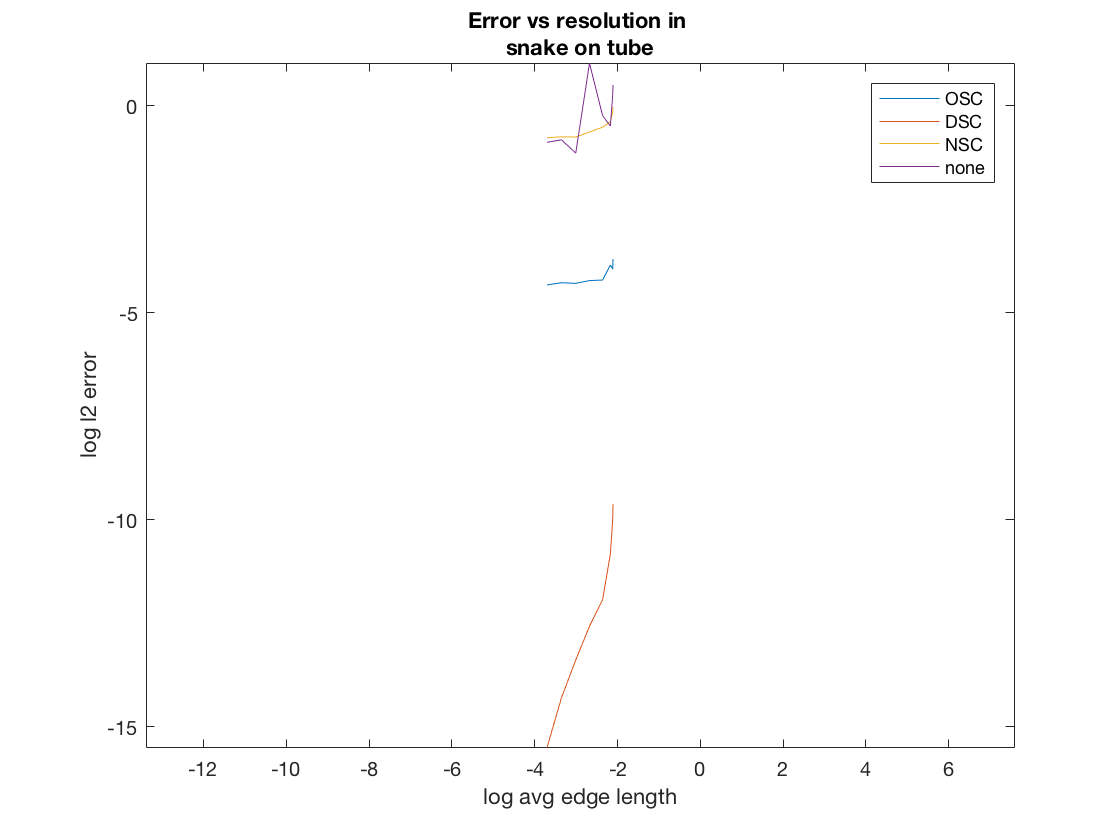 Error vs resolution in
snake on tube
OSC
DSC
NSC
none
0
-5
-10
-15
log l2 error
-12 -10 -8 -6 -4 -2 0 2 4 6
log avg edge length